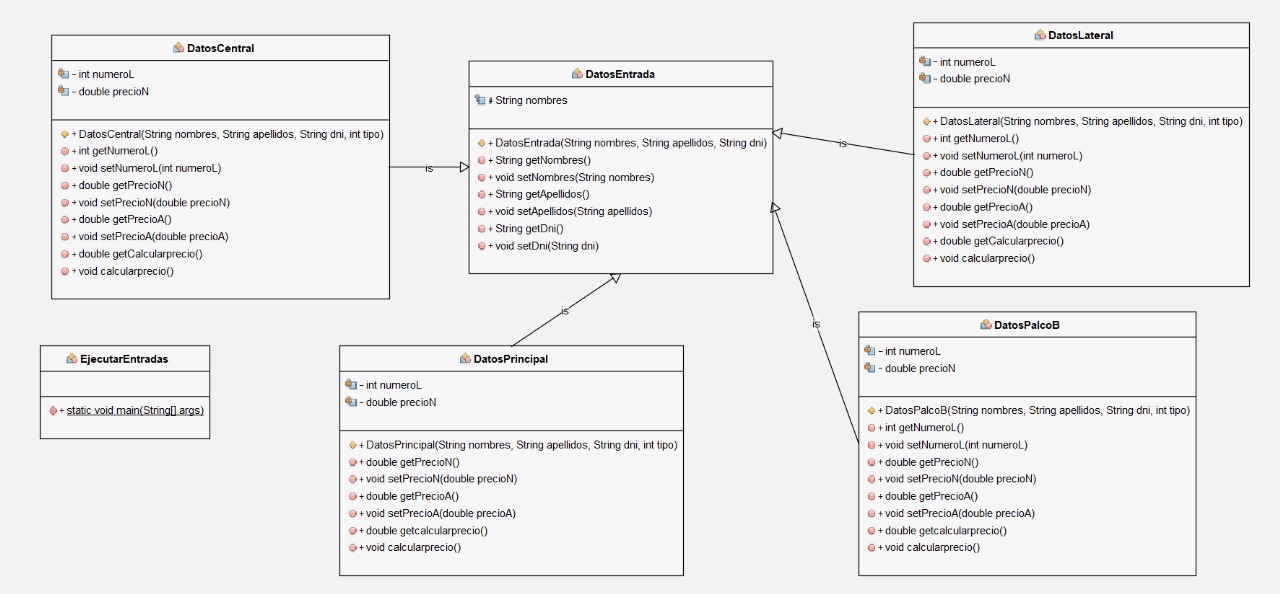 DatosCentral
- int numeroL
- double precioN
+ DatosCentral(String nombres, String apellidos, String dni, int tipo)
+ int getNumeroL()
+ void setNumeroL(int numeroL)
+ double getPrecioN()
+ void setPrecioN(double precioN)
+ double getPrecioA()
+ void setPrecioA(double precioA)
+ double getCalcularprecio()
+ void calcularprecio()
is
DatosEntrada
# String nombres
+ DatosEntrada(String nombres, String apellidos, String dni)
+ String getNombres()
+ void setNombres(String nombres)
+ String getApellidos()
+ void setApellidos(String apellidos)
+ String getDni()
+ void setDni(String dni)
is
DatosLateral
- int numeroL
- double precioN
+ DatosLateral(String nombres, String apellidos, String dni, int tipo)
+ int getNumeroL()
+ void setNumeroL(int numeroL)
+ double getPrecioN()
+ void setPrecioN(double precioN)
+ double getPrecioA()
+ void setPrecioA(double precioA)
+ double getCalcularprecio()
+ void calcularprecio()
EjecutarEntradas
+ static void main(String[] args)
is
DatosPrincipal
- int numeroL
- double precioN
+ DatosPrincipal(String nombres, String apellidos, String dni, int tipo)
+ double getPrecioN()
+ void setPrecioN(double precioN)
+ double getPrecioA()
+ void setPrecioA(double precioA)
+ double getcalcularprecio()
+ void calcularprecio()
is
DatosPalcoB
- int numeroL
- double precioN
+ DatosPalcoB(String nombres, String apellidos, String dni, int tipo)
+ int getNumeroL()
+ void setNumeroL(int numeroL)
+ double getPrecioN()
+ void setPrecioN(double precioN)
+ double getPrecioA()
+ void setPrecioA(double precioA)
+ double getcalcularprecio()
+ void calcularprecio()